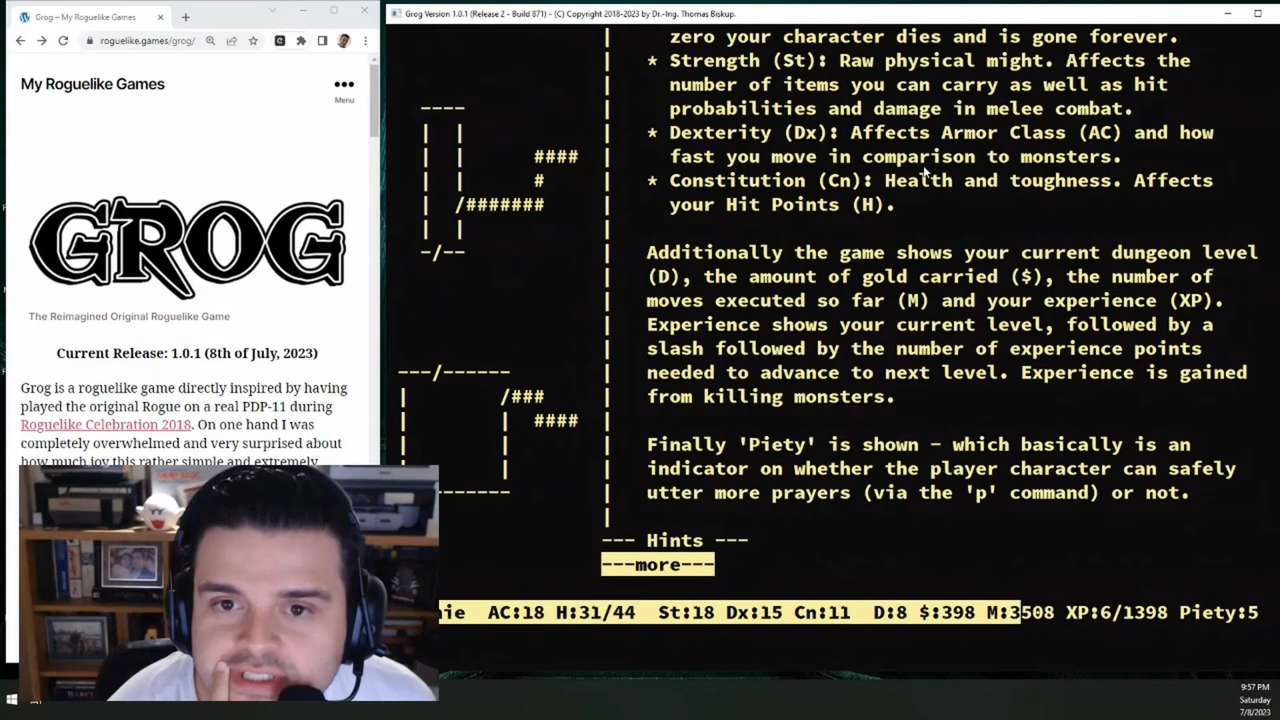 Grog – My Roguelike Games
roguelike.games/grog/
My Roguelike Games
Menu
GROG
The Reimagined Original Roguelike Game
Current Release: 1.0.1 (8th of July, 2023)
Grog is a roguelike game directly inspired by having
played the original Rogue on a real PDP-11 during
Roguelike Celebration 2018. On one hand I was
completely overwhelmed and very surprised about
how much joy this rather simple and extremely
Grog Version 1.0.1 (Release 2 - Build 871) - (C) Copyright 2018-2023 by Dr.-Ing. Thomas Biskup.
zero your character dies and is gone forever.
* Strength (St): Raw physical might. Affects the
number of items you can carry as well as hit
probabilities and damage in melee combat.
* Dexterity (Dx): Affects Armor Class (AC) and how
fast you move in comparison to monsters.
* Constitution (Cn): Health and toughness. Affects
your Hit Points (H).
Additionally the game shows your current dungeon level
(D), the amount of gold carried ($), the number of
moves executed so far (M) and your experience (XP).
Experience shows your current level, followed by a
slash followed by the number of experience points
needed to advance to next level. Experience is gained
from killing monsters.
Finally 'Piety' is shown - which basically is an
indicator on whether the player character can safely
utter more prayers (via the 'p' command) or not.
--- Hints ---
---more---
AC:18 H:31/44 St:18 Dx:15 Cn:11 D:8 $:398 M:3508 XP:6/1398 Piety:5
9:57 PM
Saturday
7/8/2023